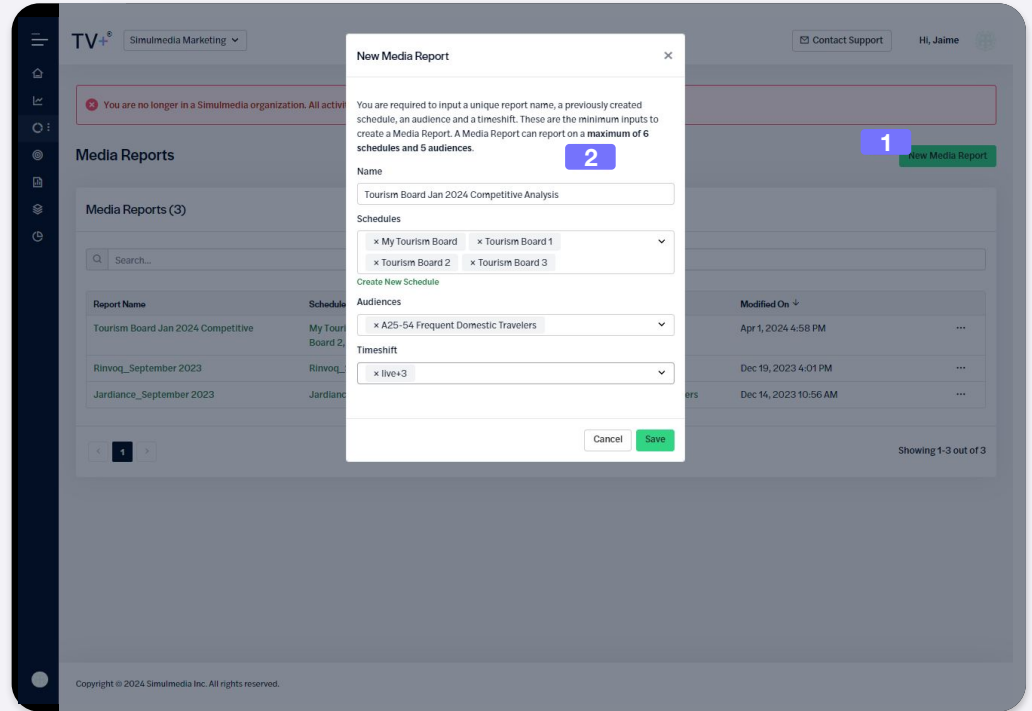 TV+®
Simulmedia Marketing
Contact Support
Hi, Jaime
You are no longer in a Simulmedia organization. All activi
Media Reports
1
New Media Report
Media Reports (3)
Search...
Report Name
Schedule
Modified On ↓
Tourism Board Jan 2024 Competitive
My Touri
Board 2,
Apr 1, 2024 4:58 PM
...
Rinvoq_September 2023
Rinvoq_
Dec 19, 2023 4:01 PM
...
Jardiance_September 2023
Jardianc
ers
Dec 14, 2023 10:56 AM
...
<
1
>
Showing 1-3 out of 3
New Media Report
×
You are required to input a unique report name, a previously created
schedule, an audience and a timeshift. These are the minimum inputs to
create a Media Report. A Media Report can report on a maximum of 6
schedules and 5 audiences.
2
Name
Tourism Board Jan 2024 Competitive Analysis
Schedules
× My Tourism Board × Tourism Board 1
× Tourism Board 2 × Tourism Board 3
Create New Schedule
Audiences
× A25-54 Frequent Domestic Travelers
Timeshift
× live+3
Cancel
Save
Copyright © 2024 Simulmedia Inc. All rights reserved.